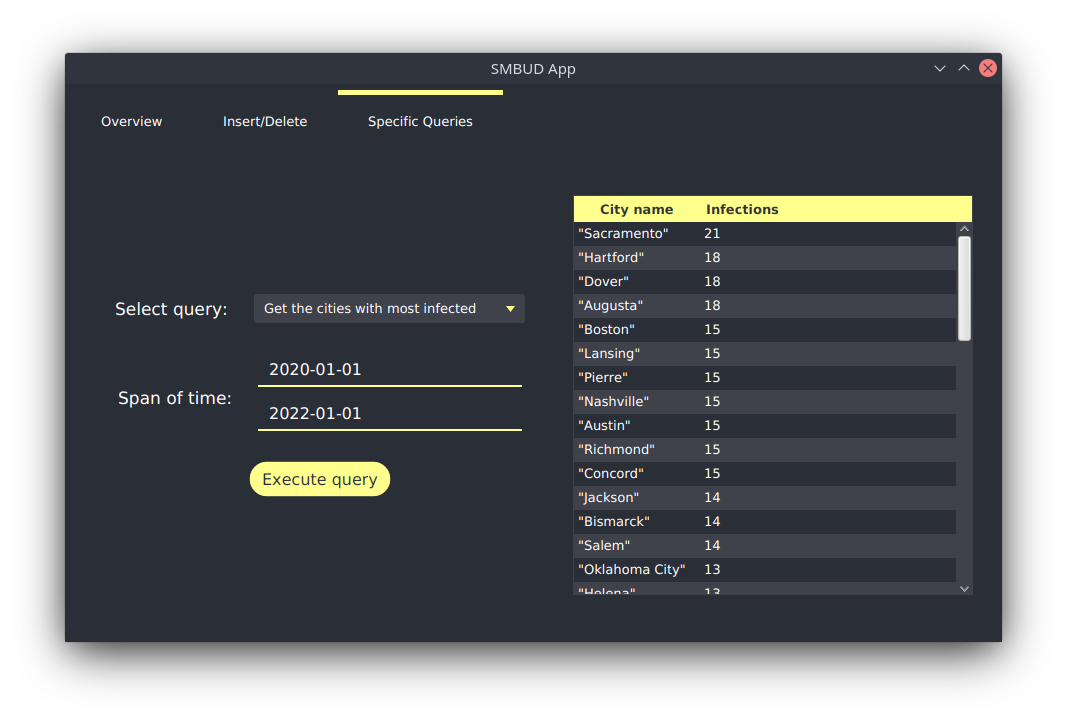 SMBUD App
Overview Insert/Delete Specific Queries
Select query: Get the cities with most infected
Span of time: 2020-01-01
2022-01-01
Execute query
City name Infections
"Sacramento" 21
"Hartford" 18
"Dover" 18
"Augusta" 18
"Boston" 15
"Lansing" 15
"Pierre" 15
"Nashville" 15
"Austin" 15
"Richmond" 15
"Concord" 15
"Jackson" 14
"Bismarck" 14
"Salem" 14
"Oklahoma City" 13
"Helena" 13